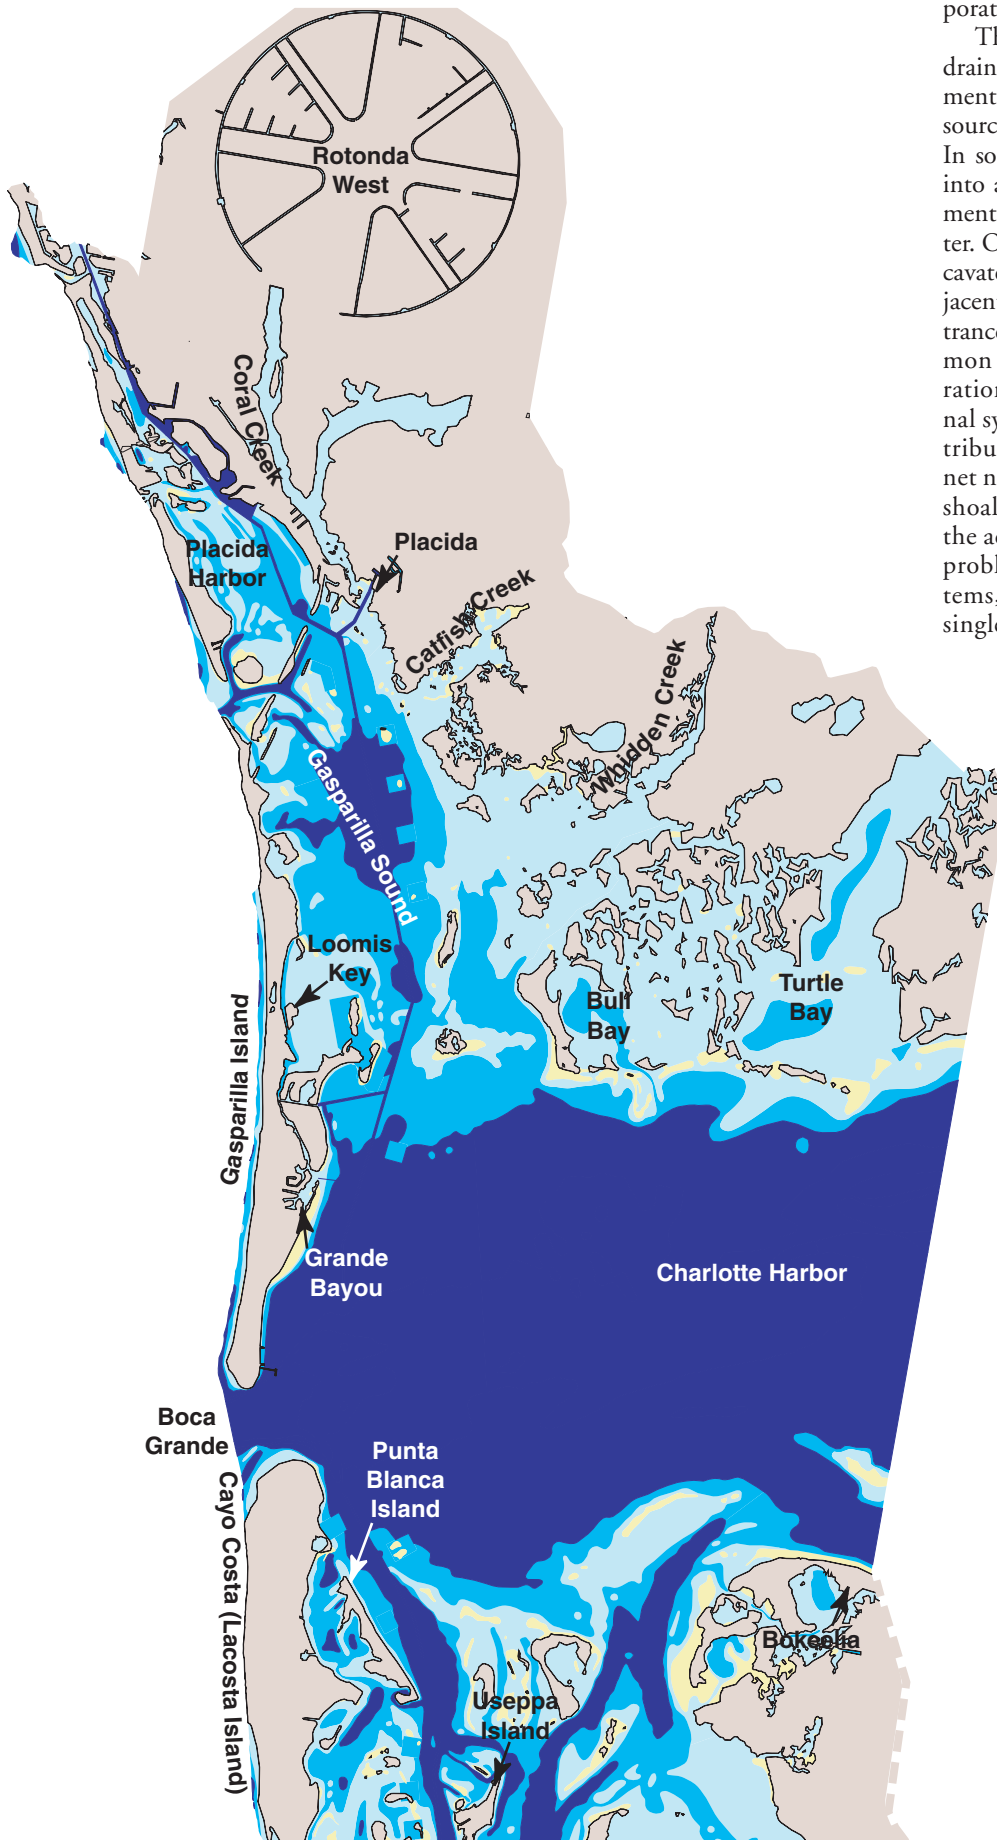 porat
Th
drain
ment
sourc
In so
into a
ment
ter. C
cavate
jacent
trance
mon
ration
nal sy
tribu
net n
shoal
the ac
probl
tems,
single
Rotonda
West
Coral Creek
Placida
Harbor
Placida
Catfish Creek
Whidden Creek
Gasparilla Sound
Loomis
Key
Bull
Bay
Turtle
Bay
Gasparilla Island
Grande
Bayou
Charlotte Harbor
Boca
Grande
Punta
Blanca
Island
Cayo Costa (Lacosta Island)
Bokeelia
Useppa
Island